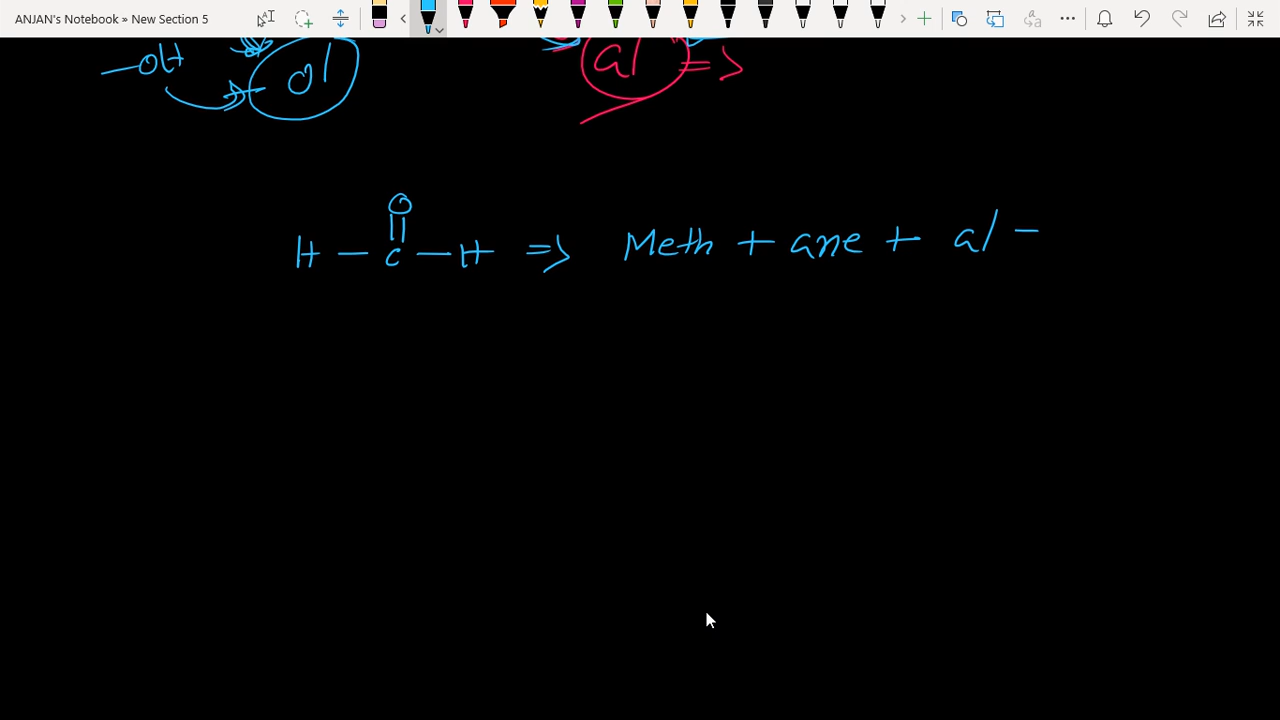 ANJAN's Notebook » New Section 5
-OH → ol
al =>
O
||
H - C - H => Meth + ane + al -